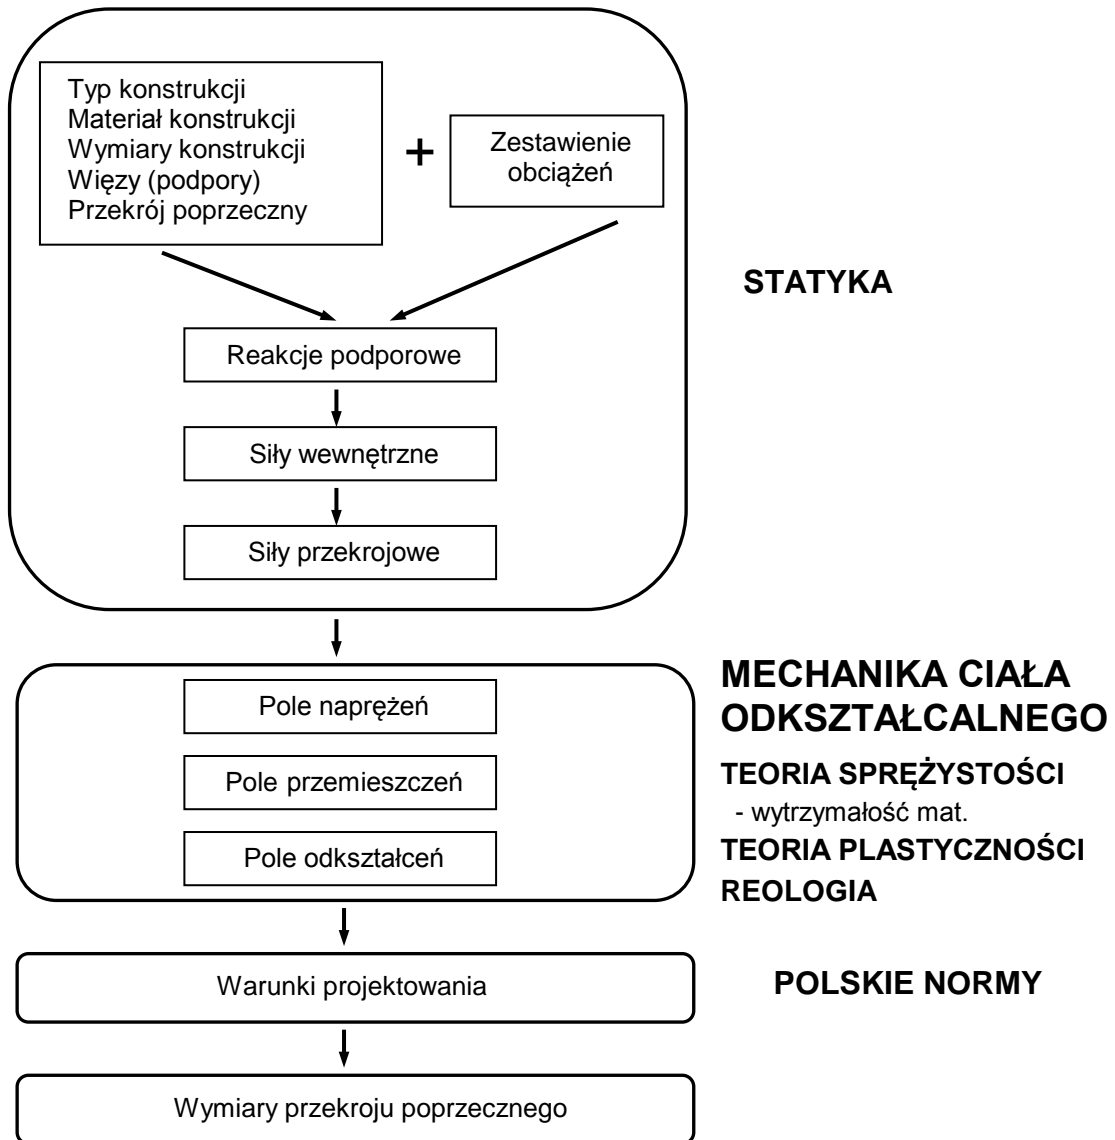 Typ konstrukcji
Materiał konstrukcji
Wymiary konstrukcji
Więzy (podpory)
Przekrój poprzeczny
+
Zestawienie
obciążeń
STATYKA
Reakcje podporowe
Siły wewnętrzne
Siły przekrojowe
MECHANIKA CIAŁA
ODKSZTAŁCALNEGO
Pole naprężeń
Pole przemieszczeń
TEORIA SPRĘŻYSTOŚCI
- wytrzymałość mat.
Pole odkształceń
TEORIA PLASTYCZNOŚCI
REOLOGIA
Warunki projektowania
POLSKIE NORMY
Wymiary przekroju poprzecznego